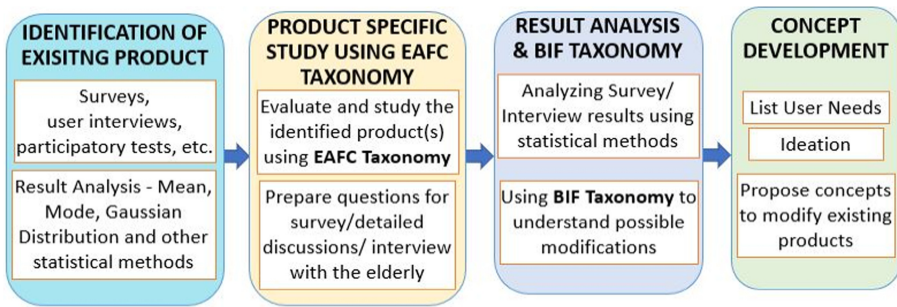 IDENTIFICATION OF
EXISITNG PRODUCT
Surveys,
user interviews,
participatory tests, etc.
Result Analysis - Mean,
Mode, Gaussian
Distribution and other
statistical methods
PRODUCT SPECIFIC
STUDY USING EAFC
TAXONOMY
Evaluate and study the
identified product(s)
using EAFC Taxonomy
Prepare questions for
survey/detailed
discussions/ interview
with the elderly
RESULT ANALYSIS
& BIF TAXONOMY
Analyzing Survey/
Interview results using
statistical methods
Using BIF Taxonomy to
understand possible
modifications
CONCEPT
DEVELOPMENT
List User Needs
Ideation
Propose concepts
to modify existing
products